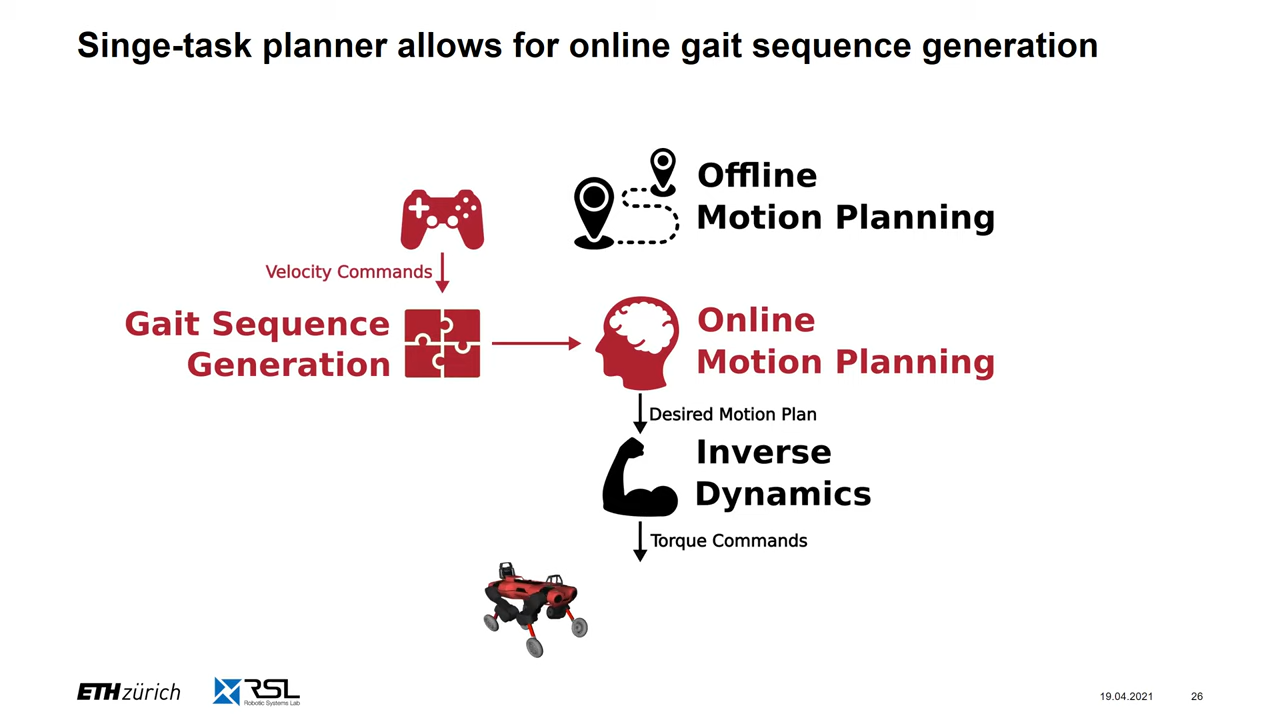 Singe-task planner allows for online gait sequence generation
Offline
Motion Planning
Velocity Commands
Gait Sequence
Generation
Online
Motion Planning
Desired Motion Plan
Inverse
Dynamics
Torque Commands
ETH zürich
RSL
Robotic Systems Lab
19.04.2021
26